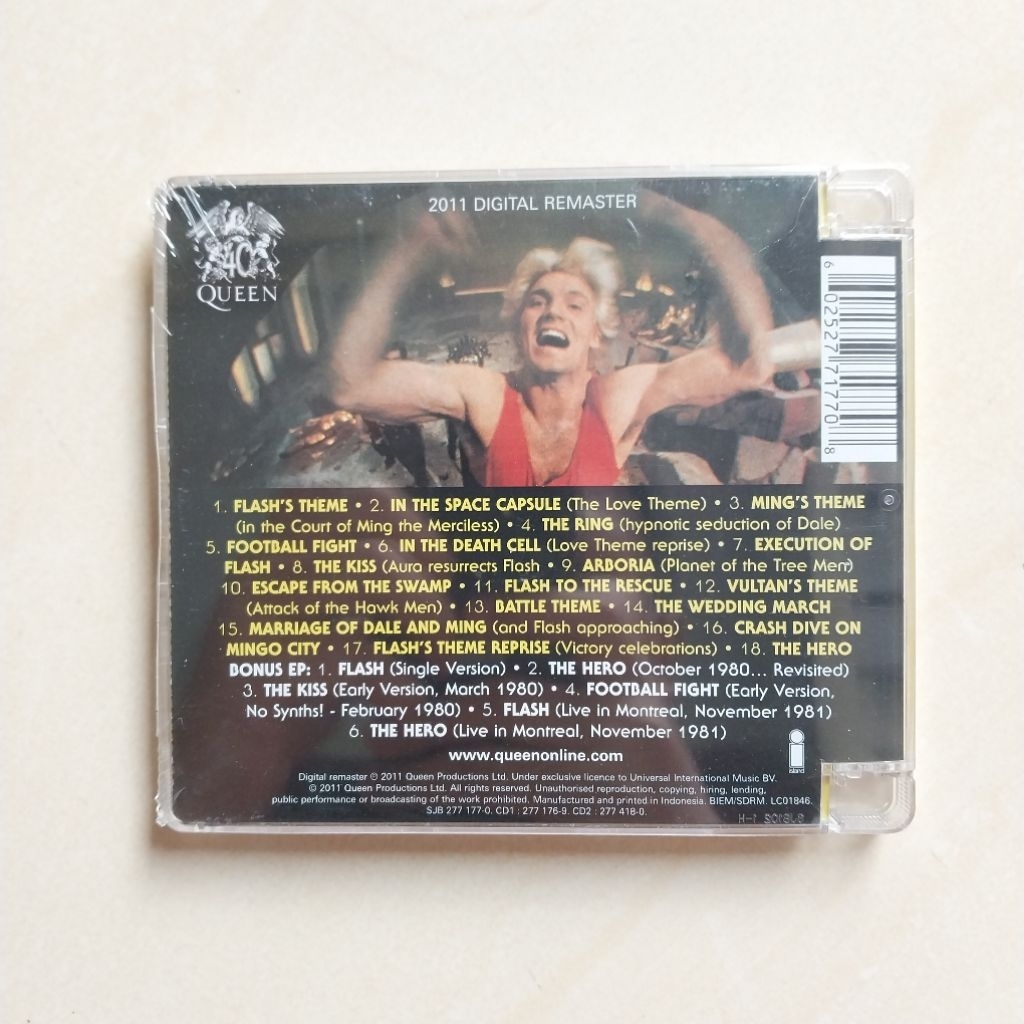 2011 DIGITAL REMASTER
40
QUEEN
6 02527 71770 8
1. FLASH'S THEME • 2. IN THE SPACE CAPSULE (The Love Theme) • 3. MING'S THEME
(in the Court of Ming the Merciless) • 4. THE RING (hypnotic seduction of Dale)
5. FOOTBALL FIGHT • 6. IN THE DEATH CELL (Love Theme reprise) • 7. EXECUTION OF
FLASH • 8. THE KISS (Aura resurrects Flash • 9. ARBORIA (Planet of the Tree Men)
10. ESCAPE FROM THE SWAMP • 11. FLASH TO THE RESCUE • 12. VULTAN'S THEME
(Attack of the Hawk Men) • 13. BATTLE THEME • 14. THE WEDDING MARCH
15. MARRIAGE OF DALE AND MING (and Flash approaching) • 16. CRASH DIVE ON
MINGO CITY • 17. FLASH'S THEME REPRISE (Victory celebrations) • 18. THE HERO
BONUS EP: 1. FLASH (Single Version) • 2. THE HERO (October 1980... Revisited)
3. THE KISS (Early Version, March 1980) • 4. FOOTBALL FIGHT (Early Version,
No Synths! - February 1980) • 5. FLASH (Live in Montreal, November 1981)
6. THE HERO (Live in Montreal, November 1981)
www.queenonline.com
island
Digital remaster ℗ 2011 Queen Productions Ltd. Under exclusive licence to Universal International Music BV.
© 2011 Queen Productions Ltd. All rights reserved. Unauthorised reproduction, copying, hiring, lending,
public performance or broadcasting of the work prohibited. Manufactured and printed in Indonesia. BIEM/SDRM. LC01846.
SJB 277 177-0. CD1 : 277 176-9. CD2 : 277 418-0.